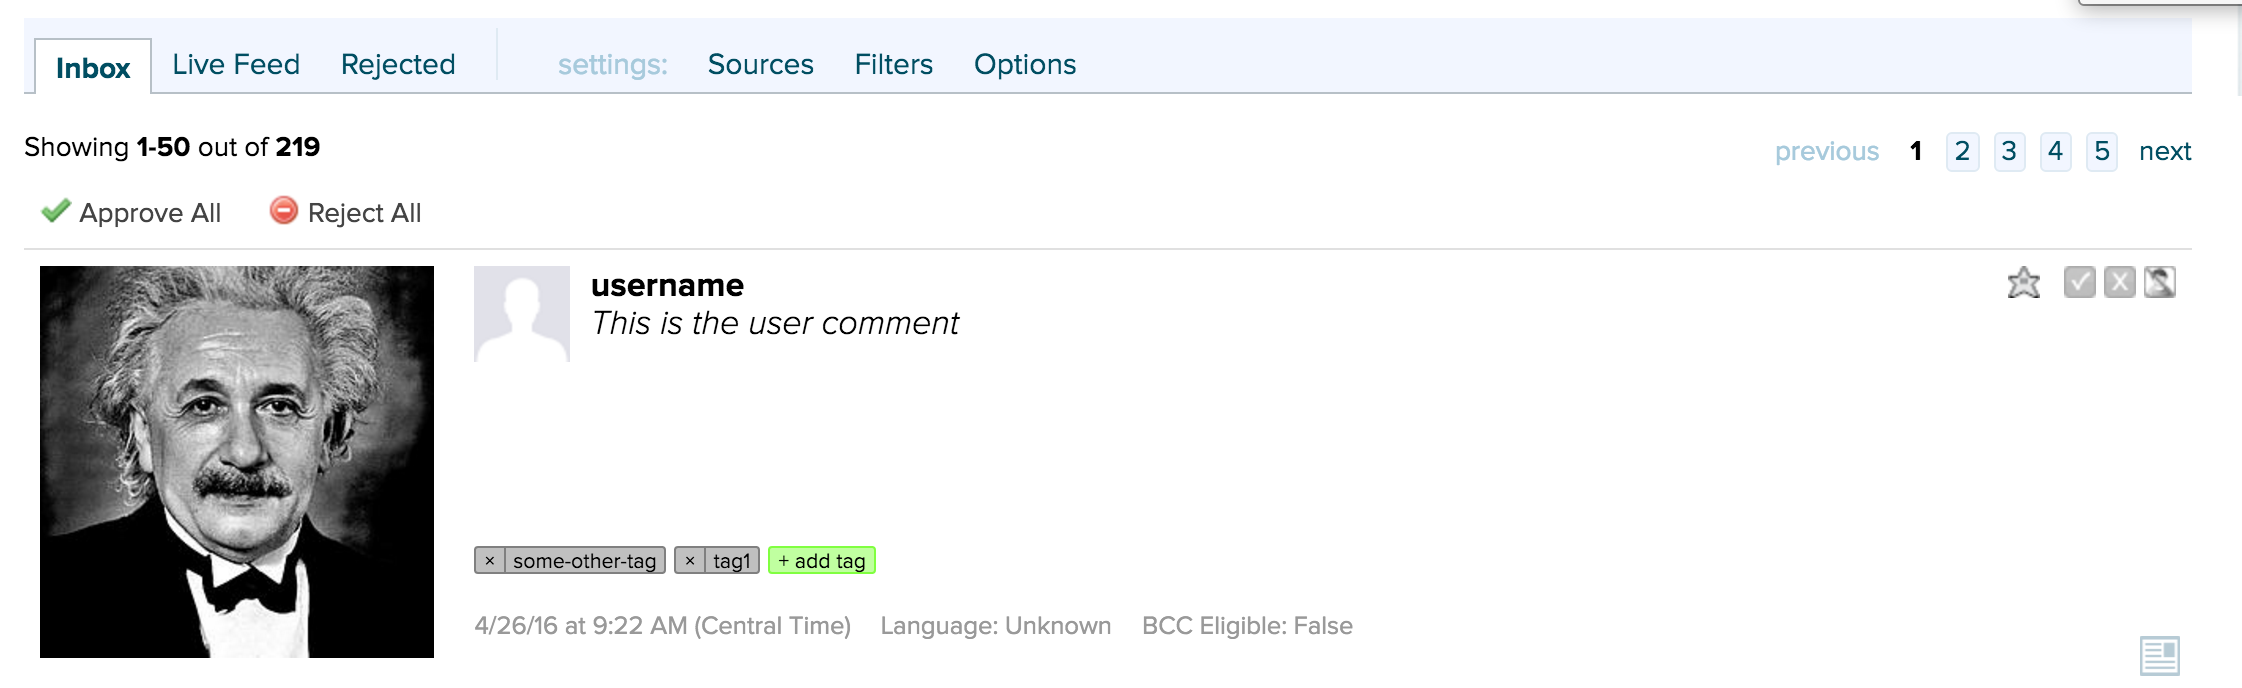 Inbox Live Feed Rejected settings: Sources Filters Options
Showing 1-50 out of 219
previous 1 2 3 4 5 next
Approve All Reject All
username
This is the user comment
× some-other-tag × tag1 + add tag
4/26/16 at 9:22 AM (Central Time) Language: Unknown BCC Eligible: False